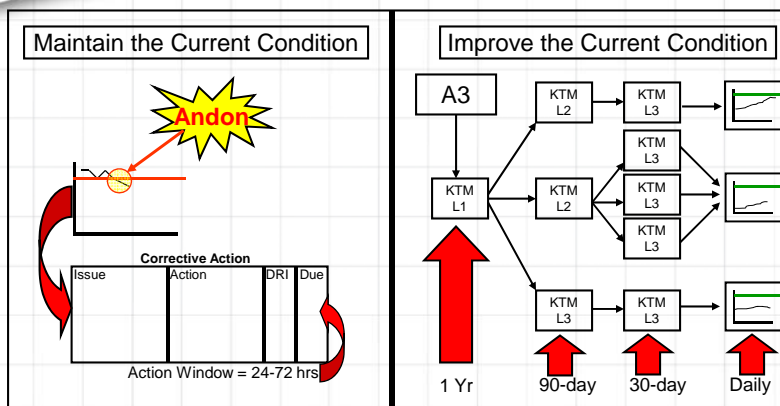 Maintain the Current Condition
Andon
Corrective Action
Issue Action DRI Due
Action Window = 24-72 hrs
Improve the Current Condition
A3
KTM
L1
KTM
L2
KTM
L3
KTM
L3
KTM
L2
KTM
L3
KTM
L3
KTM
L3
KTM
L3
1 Yr 90-day 30-day Daily